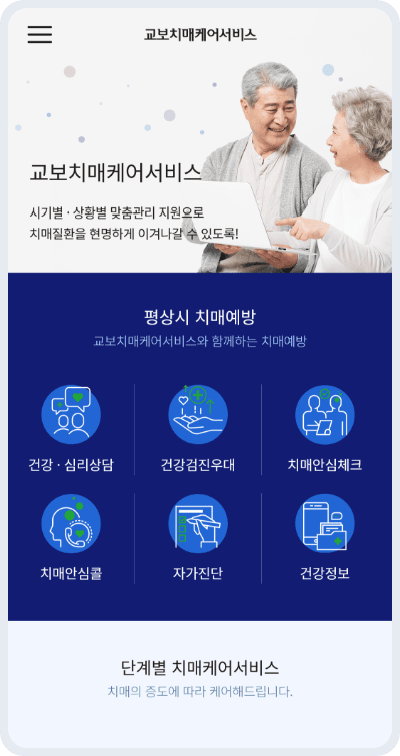 교보치매케어서비스
교보치매케어서비스
시기별 · 상황별 맞춤관리 지원으로
치매질환을 현명하게 이겨나갈 수 있도록!
평상시 치매예방
교보치매케어서비스와 함께하는 치매예방
건강 · 심리상담
건강검진우대
치매안심체크
치매안심콜
자가진단
건강정보
단계별 치매케어서비스
치매의 증도에 따라 케어해드립니다.